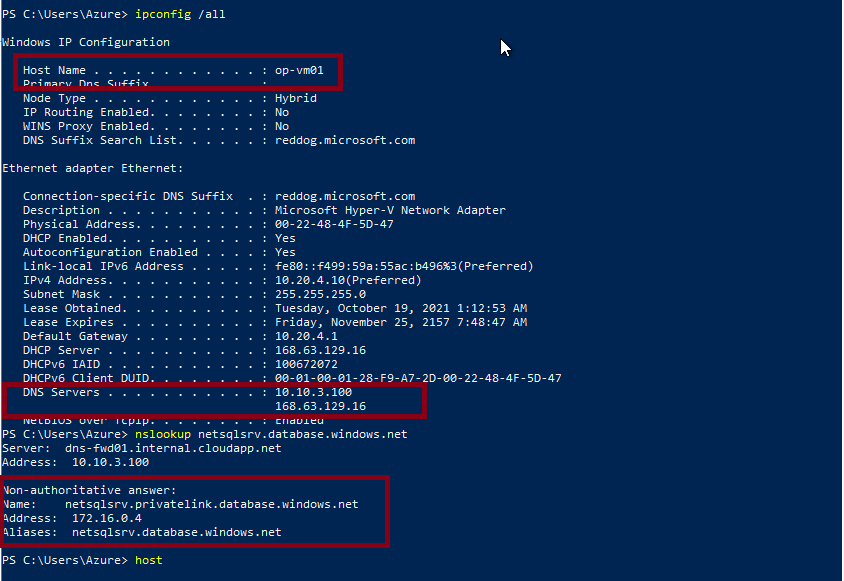 PS C:\Users\Azure> ipconfig /all
Windows IP Configuration
Host Name . . . . . . . . . . . . : op-vm01
Primary Dns Suffix . . . . . . . :
Node Type . . . . . . . . . . . . : Hybrid
IP Routing Enabled. . . . . . . . : No
WINS Proxy Enabled. . . . . . . . : No
DNS Suffix Search List. . . . . . : reddog.microsoft.com
Ethernet adapter Ethernet:
Connection-specific DNS Suffix . : reddog.microsoft.com
Description . . . . . . . . . . . : Microsoft Hyper-V Network Adapter
Physical Address. . . . . . . . . : 00-22-48-4F-5D-47
DHCP Enabled. . . . . . . . . . . : Yes
Autoconfiguration Enabled . . . . : Yes
Link-local IPv6 Address . . . . . : fe80::f499:59a:55ac:b496%3(Preferred)
IPv4 Address. . . . . . . . . . . : 10.20.4.10(Preferred)
Subnet Mask . . . . . . . . . . . : 255.255.255.0
Lease Obtained. . . . . . . . . . : Tuesday, October 19, 2021 1:12:53 AM
Lease Expires . . . . . . . . . . : Friday, November 25, 2157 7:48:47 AM
Default Gateway . . . . . . . . . : 10.20.4.1
DHCP Server . . . . . . . . . . . : 168.63.129.16
DHCPv6 IAID . . . . . . . . . . . : 100672072
DHCPv6 Client DUID. . . . . . . . : 00-01-00-01-28-F9-A7-2D-00-22-48-4F-5D-47
DNS Servers . . . . . . . . . . . : 10.10.3.100
168.63.129.16
NetBIOS over Tcpip. . . . . . . . : Enabled
PS C:\Users\Azure> nslookup netsqlsrv.database.windows.net
Server: dns-fwd01.internal.cloudapp.net
Address: 10.10.3.100
Non-authoritative answer:
Name: netsqlsrv.privatelink.database.windows.net
Address: 172.16.0.4
Aliases: netsqlsrv.database.windows.net
PS C:\Users\Azure> host